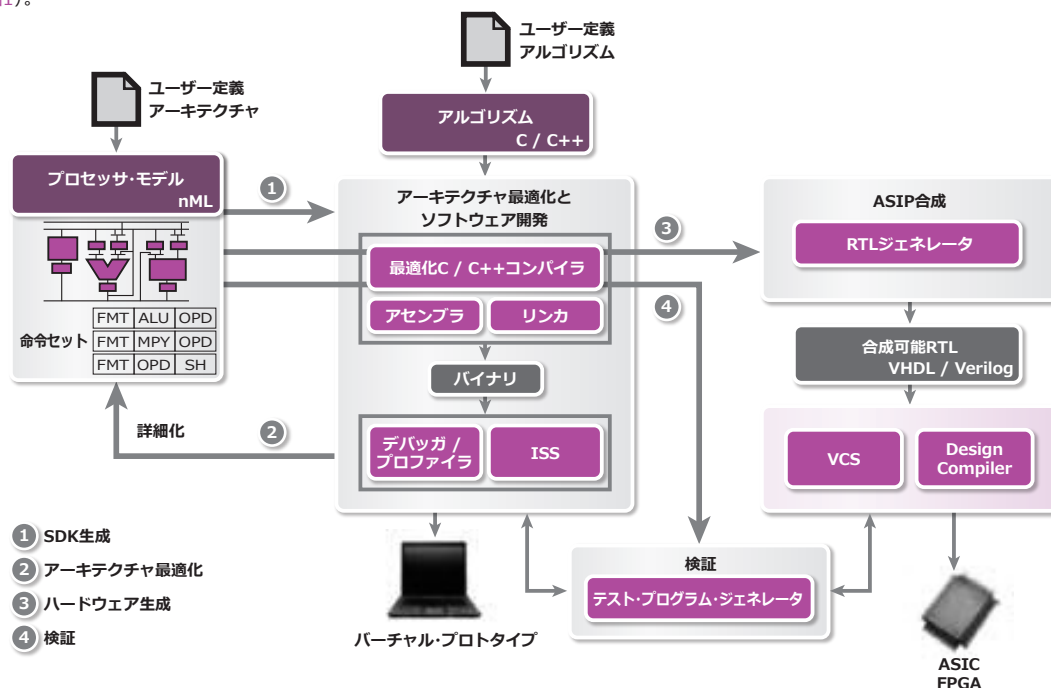 ユーザー定義
アルゴリズム
ユーザー定義
アーキテクチャ
アルゴリズム
C / C++
プロセッサ・モデル
nML
1
アーキテクチャ最適化と
ソフトウェア開発
ASIP合成
3
RTLジェネレータ
最適化C / C++コンパイラ
4
アセンブラ
リンカ
FMT ALU OPD
命令セット FMT MPY OPD
FMT OPD SH
合成可能RTL
VHDL / Verilog
バイナリ
詳細化
2
デバッガ /
プロファイラ
ISS
VCS
Design
Compiler
1 SDK生成
2 アーキテクチャ最適化
3 ハードウェア生成
4 検証
検証
テスト・プログラム・ジェネレータ
バーチャル・プロトタイプ
ASIC
FPGA